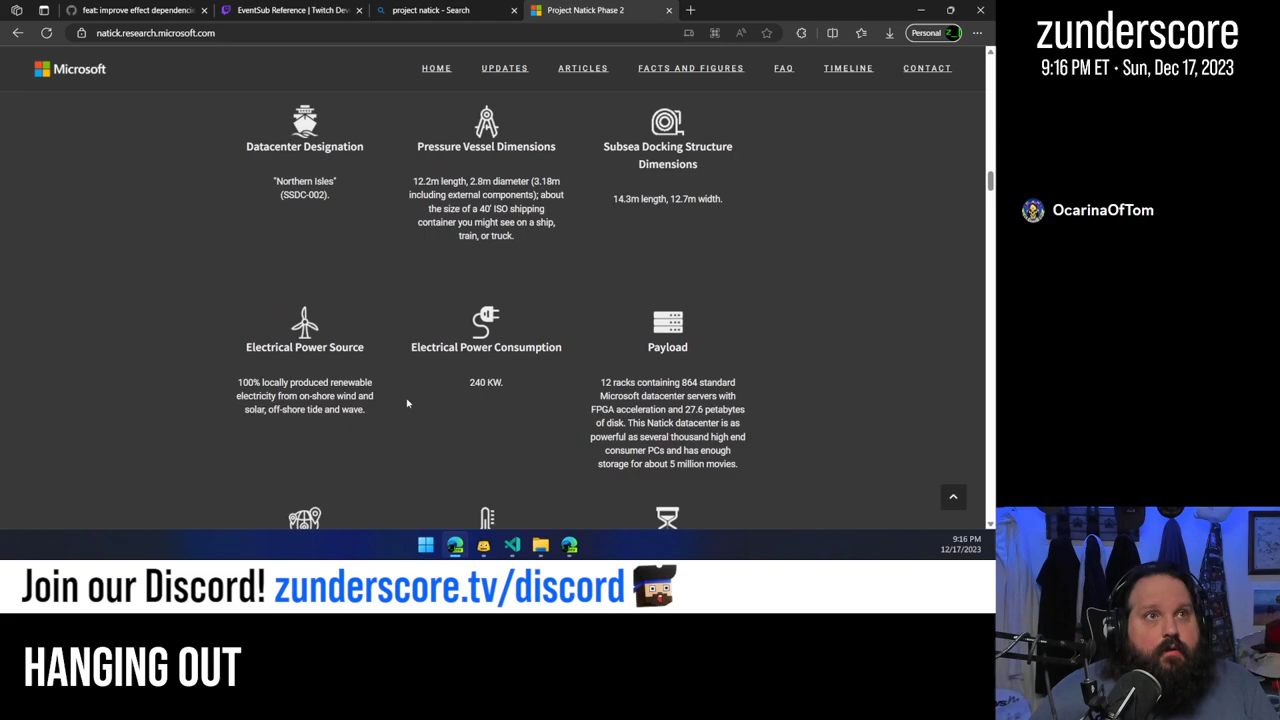 feat: improve effect dependenci
EventSub Reference | Twitch Dev
project natick - Search
Project Natick Phase 2
natick.research.microsoft.com
Personal
Microsoft
HOME
UPDATES
ARTICLES
FACTS AND FIGURES
FAQ
TIMELINE
CONTACT
Datacenter Designation
"Northern Isles"
(SSDC-002).
Pressure Vessel Dimensions
12.2m length, 2.8m diameter (3.18m
including external components); about
the size of a 40' ISO shipping
container you might see on a ship,
train, or truck.
Subsea Docking Structure
Dimensions
14.3m length, 12.7m width.
Electrical Power Source
100% locally produced renewable
electricity from on-shore wind and
solar, off-shore tide and wave.
Electrical Power Consumption
240 KW.
Payload
12 racks containing 864 standard
Microsoft datacenter servers with
FPGA acceleration and 27.6 petabytes
of disk. This Natick datacenter is as
powerful as several thousand high end
consumer PCs and has enough
storage for about 5 million movies.
9:16 PM
12/17/2023
zunderscore
9:16 PM ET • Sun, Dec 17, 2023
OcarinaOfTom
Join our Discord! zunderscore.tv/discord
HANGING OUT